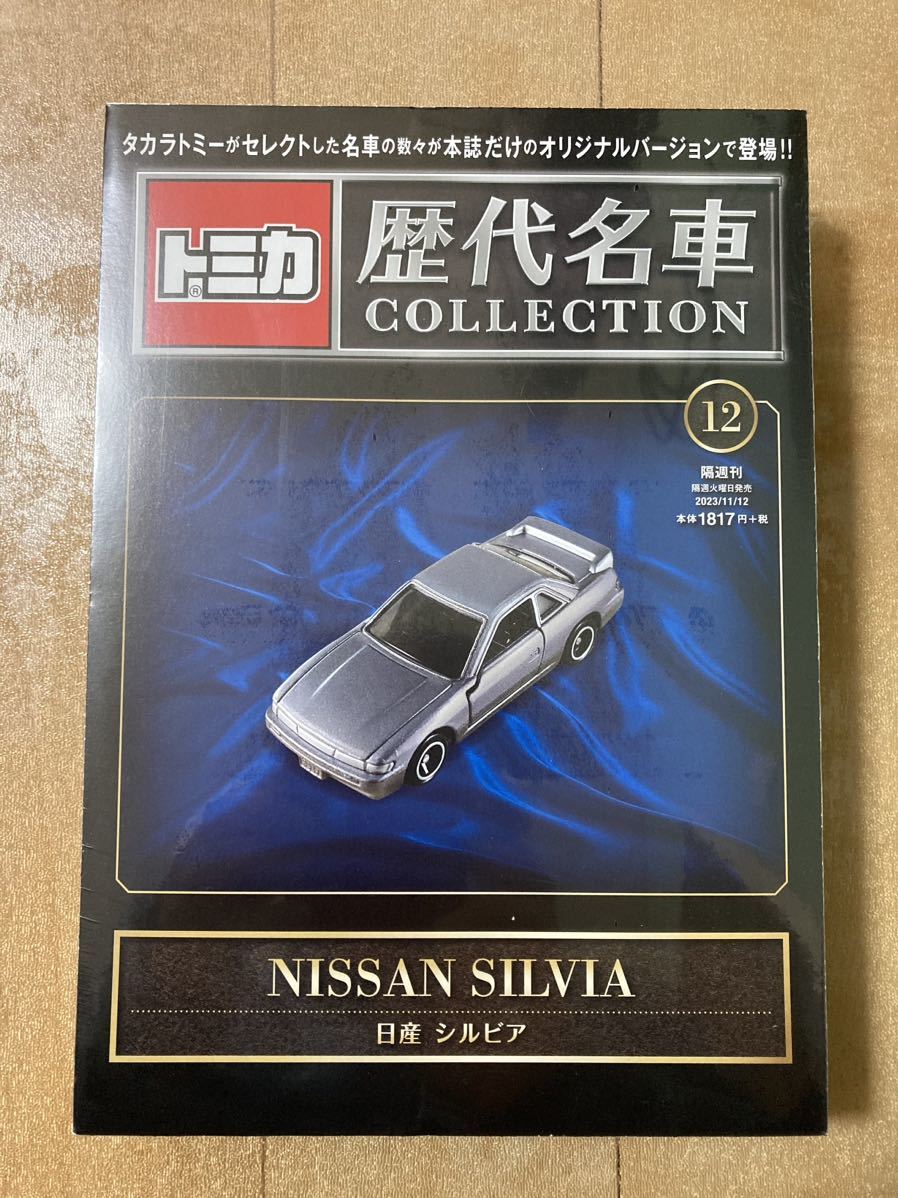 タカラトミーがセレクトした名車の数々が本誌だけのオリジナルバージョンで登場!!
トミカ®
歴代名車
COLLECTION
12
隔週刊
隔週火曜日発売
2023/11/12
本体1817円+税
NISSAN SILVIA
日産 シルビア